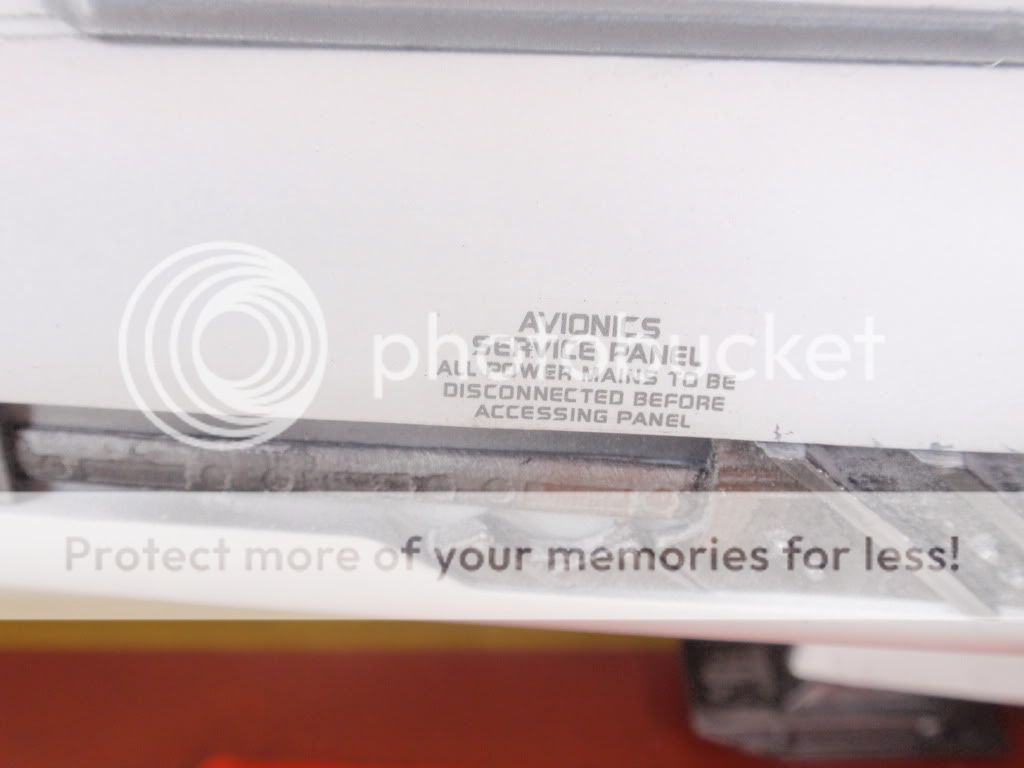 AVIONICS
SERVICE PANEL
ALL POWER MAINS TO BE
DISCONNECTED BEFORE
ACCESSING PANEL
photobucket
Protect more of your memories for less!